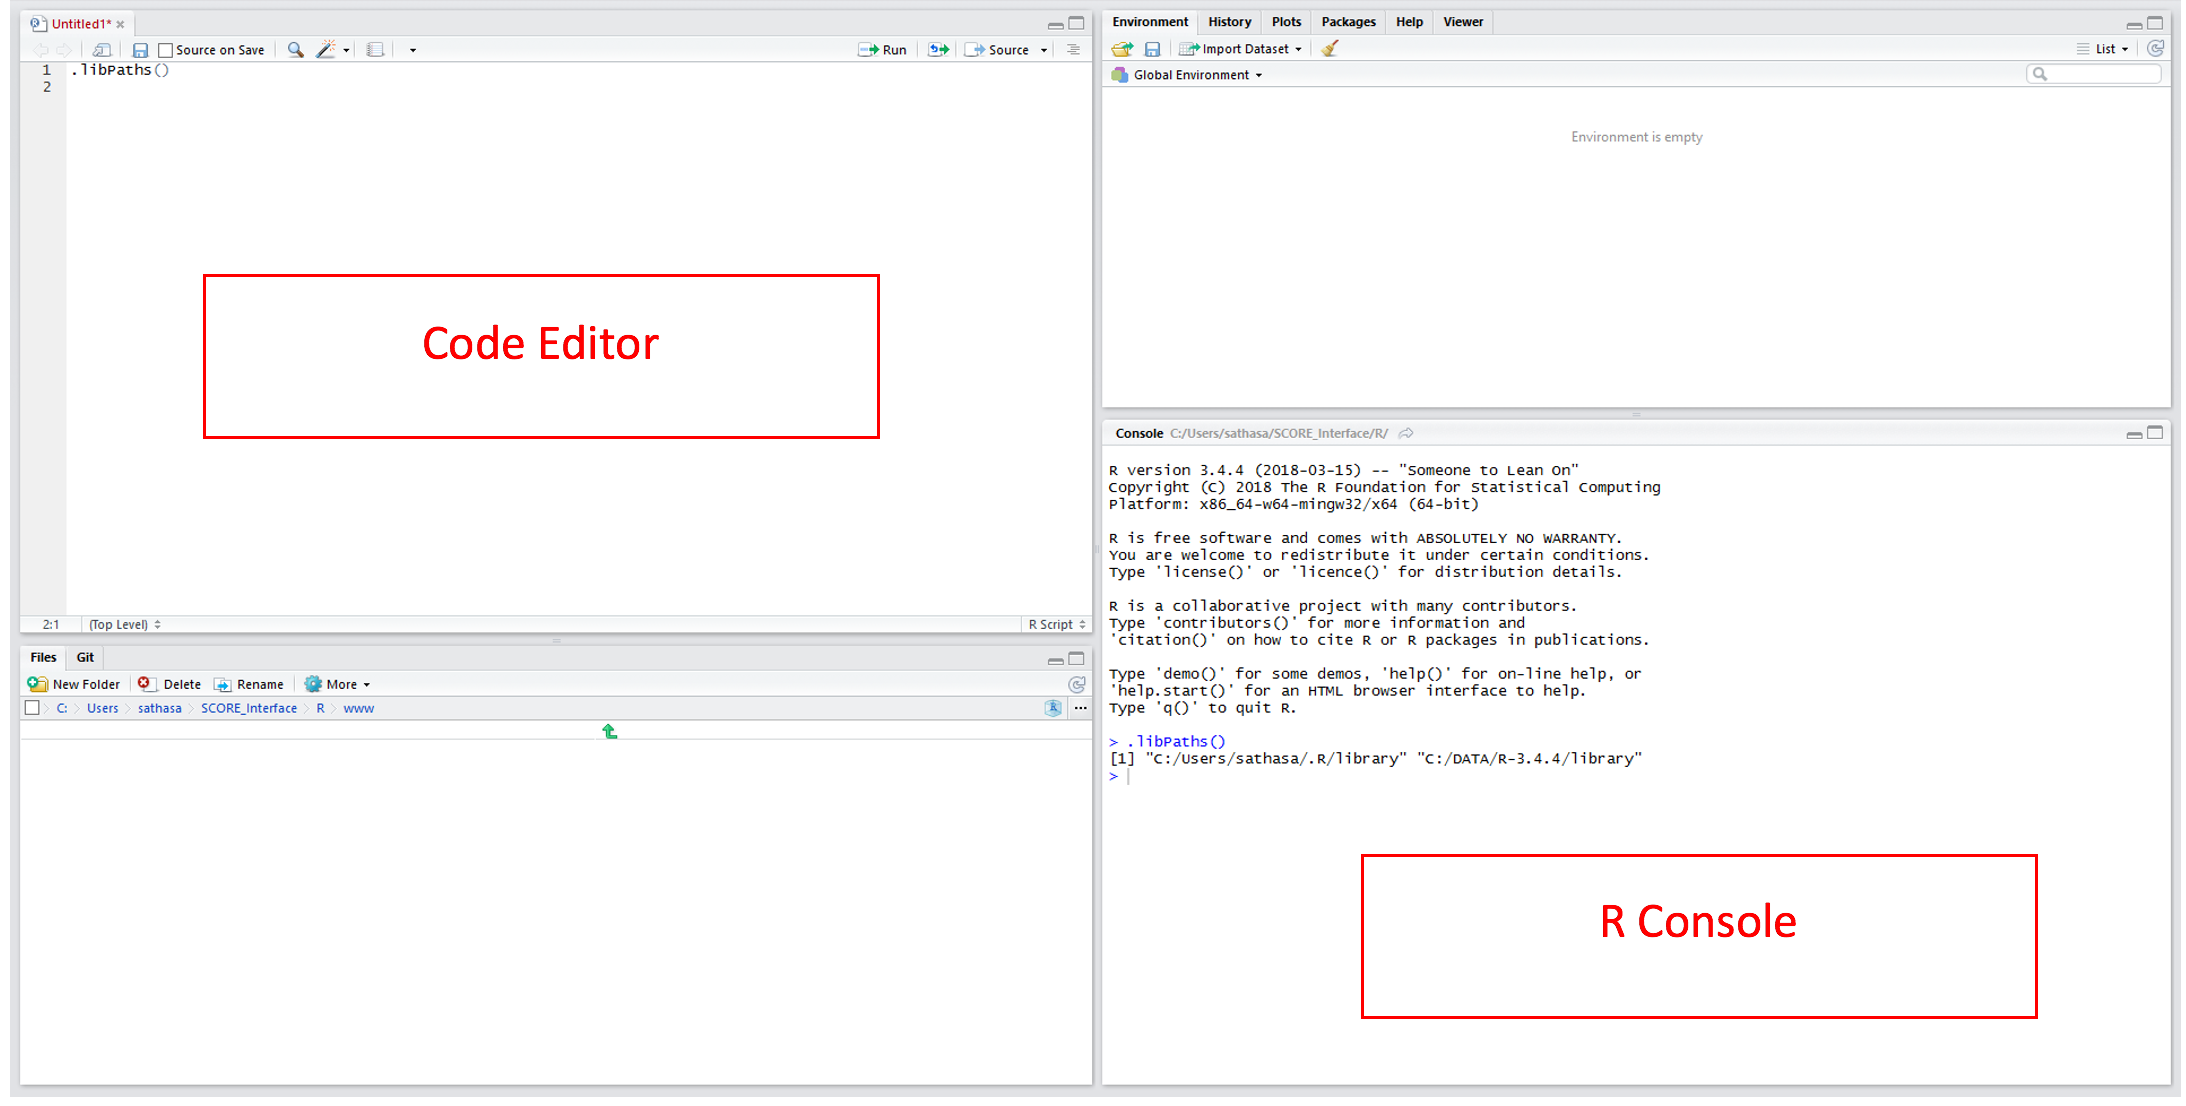 Untitled1*
Source on Save
Run
Source
1 .libPaths()
2
Code Editor
2:1 (Top Level) R Script
Files Git
New Folder Delete Rename More
C: Users sathasa SCORE_Interface R www
Environment History Plots Packages Help Viewer
Import Dataset List
Global Environment
Environment is empty
Console C:/Users/sathasa/SCORE_Interface/R/
R version 3.4.4 (2018-03-15) -- "Someone to Lean On"
Copyright (C) 2018 The R Foundation for Statistical Computing
Platform: x86_64-w64-mingw32/x64 (64-bit)
R is free software and comes with ABSOLUTELY NO WARRANTY.
You are welcome to redistribute it under certain conditions.
Type 'license()' or 'licence()' for distribution details.
R is a collaborative project with many contributors.
Type 'contributors()' for more information and
'citation()' on how to cite R or R packages in publications.
Type 'demo()' for some demos, 'help()' for on-line help, or
'help.start()' for an HTML browser interface to help.
Type 'q()' to quit R.
> .libPaths()
[1] "C:/Users/sathasa/.R/library" "C:/DATA/R-3.4.4/library"
>
R Console